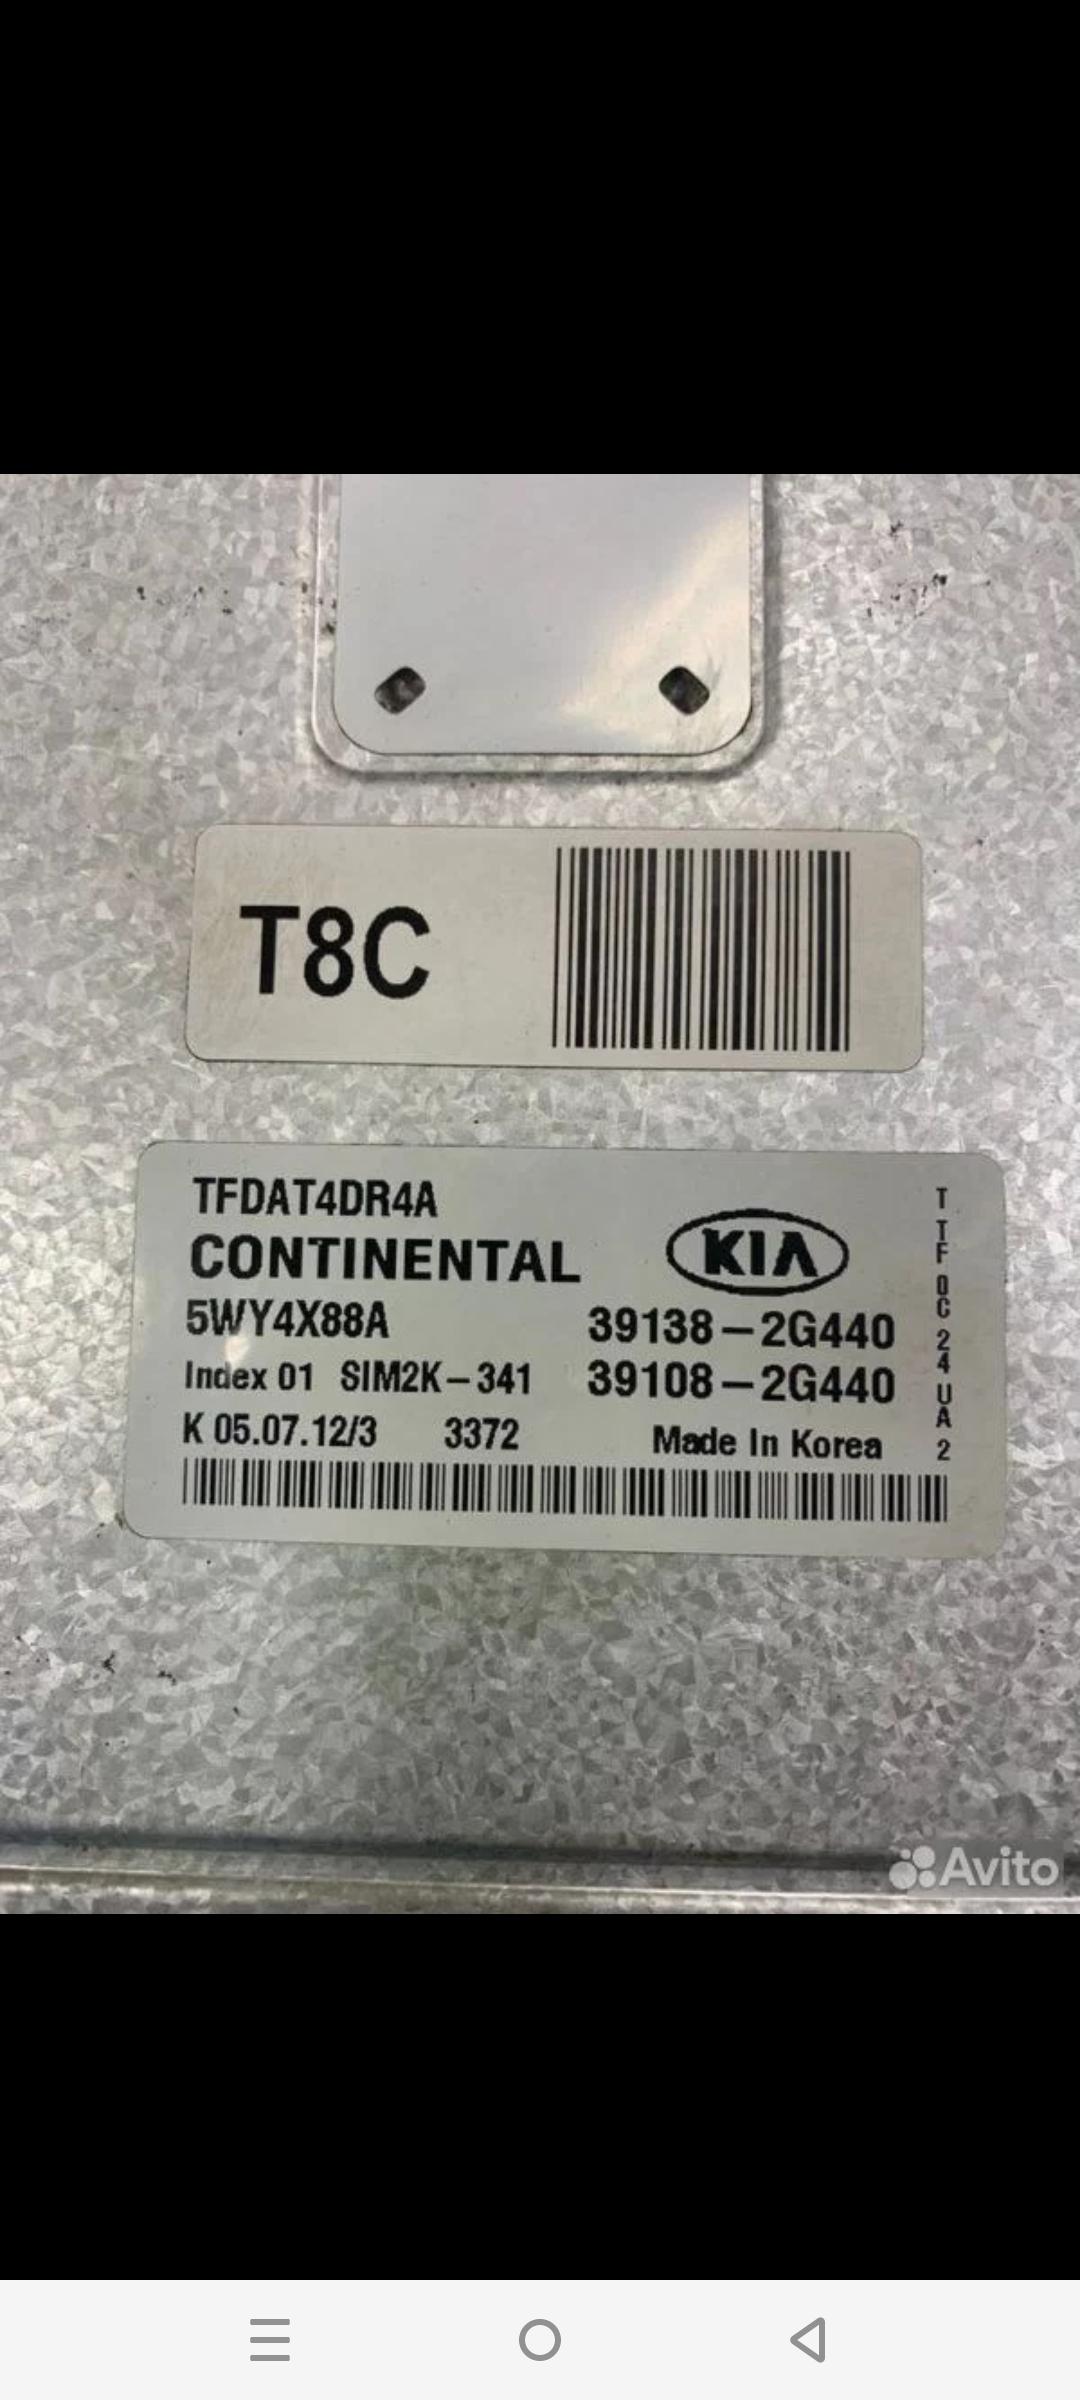 T8C
TFDAT4DR4A
CONTINENTAL
KIA
5WY4X88A
39138-2G440
Index 01 SIM2K-341
39108-2G440
K 05.07.12/3 3372
Made In Korea
T TF 0C 24 UA 2
Avito